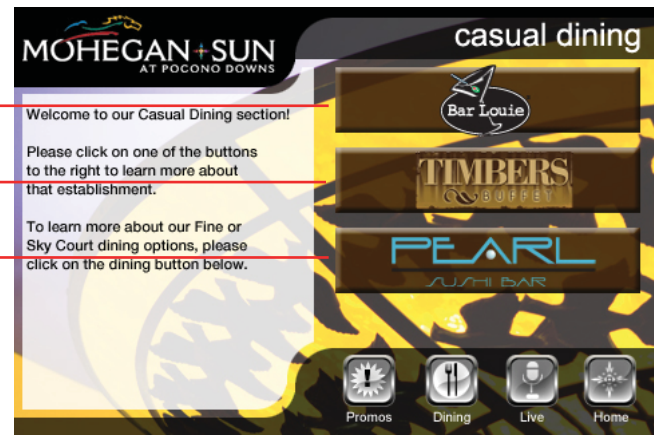 MOHEGAN SUN
AT POCONO DOWNS
casual dining
Welcome to our Casual Dining section!
Please click on one of the buttons
to the right to learn more about
that establishment.
To learn more about our Fine or
Sky Court dining options, please
click on the dining button below.
Bar Louie
TIMBERS
BUFFET
PEARL
SUSHI BAR
Promos
Dining
Live
Home